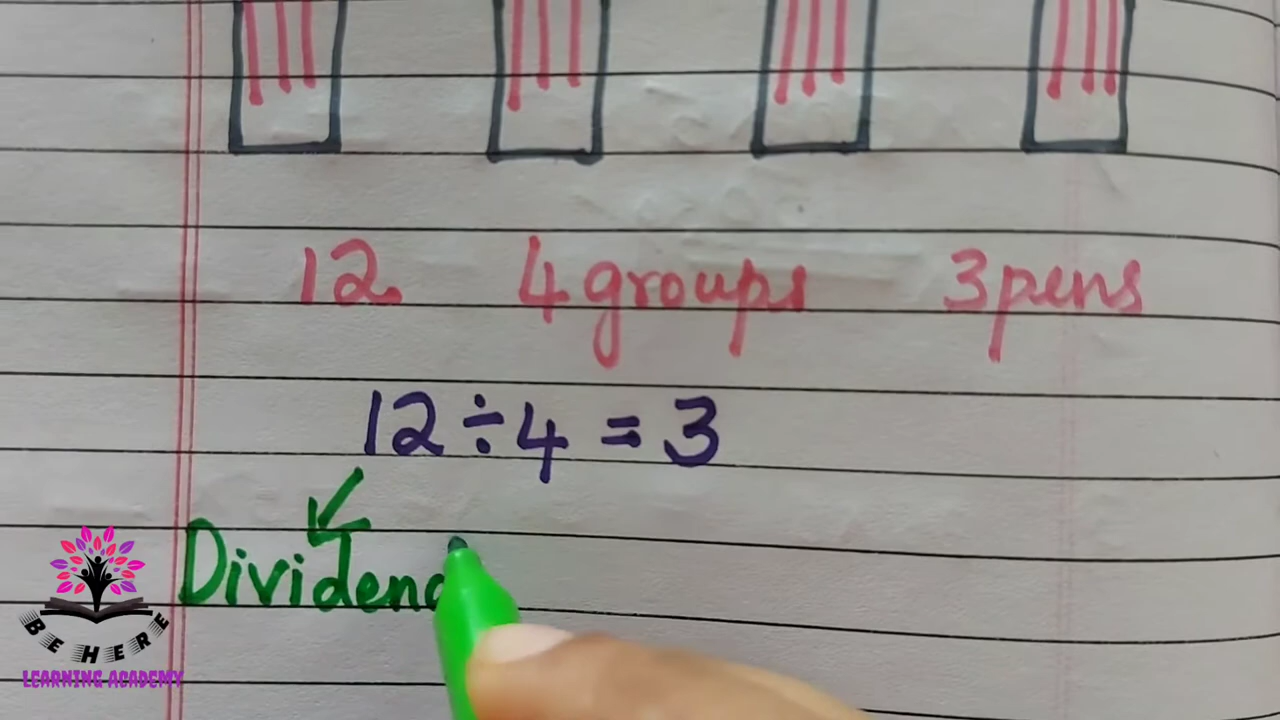 12 4 groups 3 pens
12 ÷ 4 = 3
Dividend
BE HERE
LEARNING ACADEMY